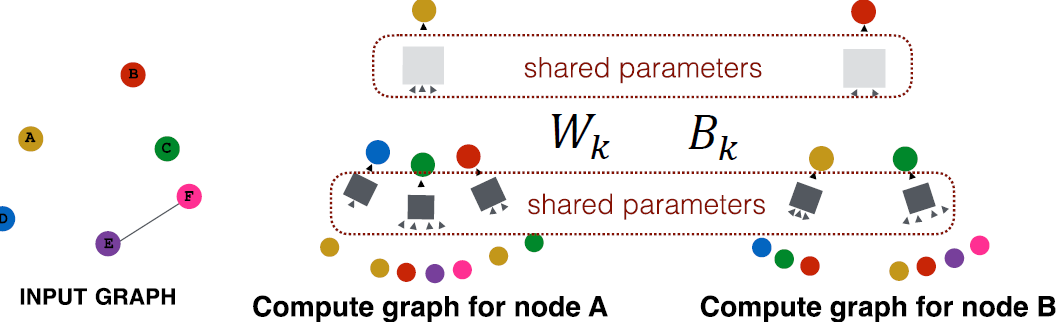 B
A
C
F
D
E
INPUT GRAPH
shared parameters
W_k B_k
shared parameters
Compute graph for node A
Compute graph for node B